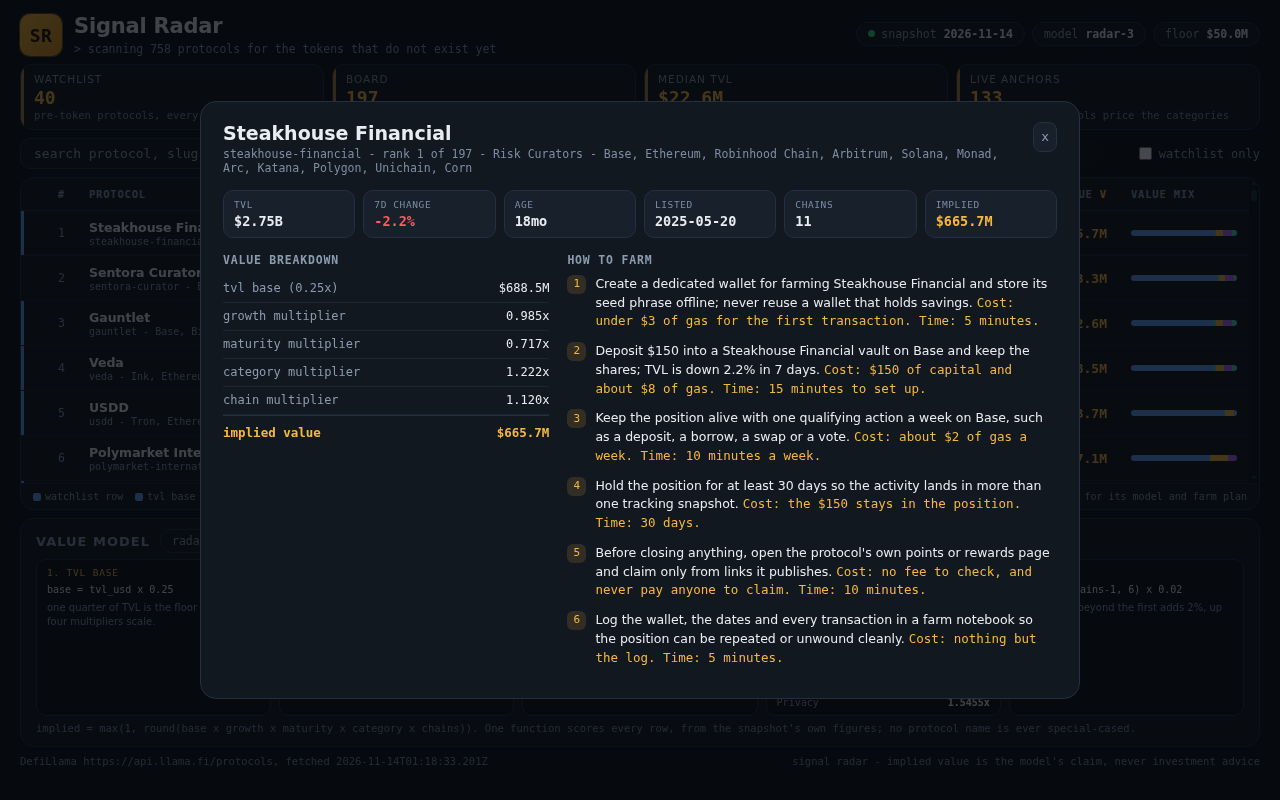 SR
Signal Radar
> scanning 758 protocols for the tokens that do not exist yet
snapshot 2026-11-14
model radar-3
floor $50.0M
WATCHLIST
40
pre-token protocols, every
BOARD
197
MEDIAN TVL
$22.6M
LIVE ANCHORS
133
price the categories
search protocol, slug
watchlist only
# PROTOCOL
VALUE MIX
1 Steakhouse Fina
2 Sentora Curator
sentora-curator
3 Gauntlet
gauntlet - Base,
4 Veda
veda - Ink,
5 USDD
usdd - Tron,
6 Polymarket Inte
watchlist row
tvl base
for its model and farm plan
Steakhouse Financial
x
steakhouse-financial - rank 1 of 197 - Risk Curators - Base, Ethereum, Robinhood Chain, Arbitrum, Solana, Monad,
Arc, Katana, Polygon, Unichain, Corn
TVL
$2.75B
7D CHANGE
-2.2%
AGE
18mo
LISTED
2025-05-20
CHAINS
11
IMPLIED
$665.7M
VALUE BREAKDOWN
tvl base (0.25x) $688.5M
growth multiplier 0.985x
maturity multiplier 0.717x
category multiplier 1.222x
chain multiplier 1.120x
implied value $665.7M
HOW TO FARM
1 Create a dedicated wallet for farming Steakhouse Financial and store its
seed phrase offline; never reuse a wallet that holds savings. Cost:
under $3 of gas for the first transaction. Time: 5 minutes.
2 Deposit $150 into a Steakhouse Financial vault on Base and keep the
shares; TVL is down 2.2% in 7 days. Cost: $150 of capital and
about $8 of gas. Time: 15 minutes to set up.
3 Keep the position alive with one qualifying action a week on Base, such
as a deposit, a borrow, a swap or a vote. Cost: about $2 of gas a
week. Time: 10 minutes a week.
4 Hold the position for at least 30 days so the activity lands in more than
one tracking snapshot. Cost: the $150 stays in the position.
Time: 30 days.
5 Before closing anything, open the protocol's own points or rewards page
and claim only from links it publishes. Cost: no fee to check, and
never pay anyone to claim. Time: 10 minutes.
6 Log the wallet, the dates and every transaction in a farm notebook so
the position can be repeated or unwound cleanly. Cost: nothing but
the log. Time: 5 minutes.
VALUE MODEL
1. TVL BASE
base = tvl_usd x 0.25
one quarter of TVL is the floor
four multipliers scale.
Privacy 1.5455x
6) x 0.02
beyond the first adds 2%, up
implied = max(1, round(base x growth x maturity x category x chains)). One function scores every row, from the snapshot's own figures; no protocol name is ever special-cased.
DefiLlama https://api.llama.fi/protocols, fetched 2026-11-14T01:18:33.201Z
signal radar - implied value is the model's claim, never investment advice